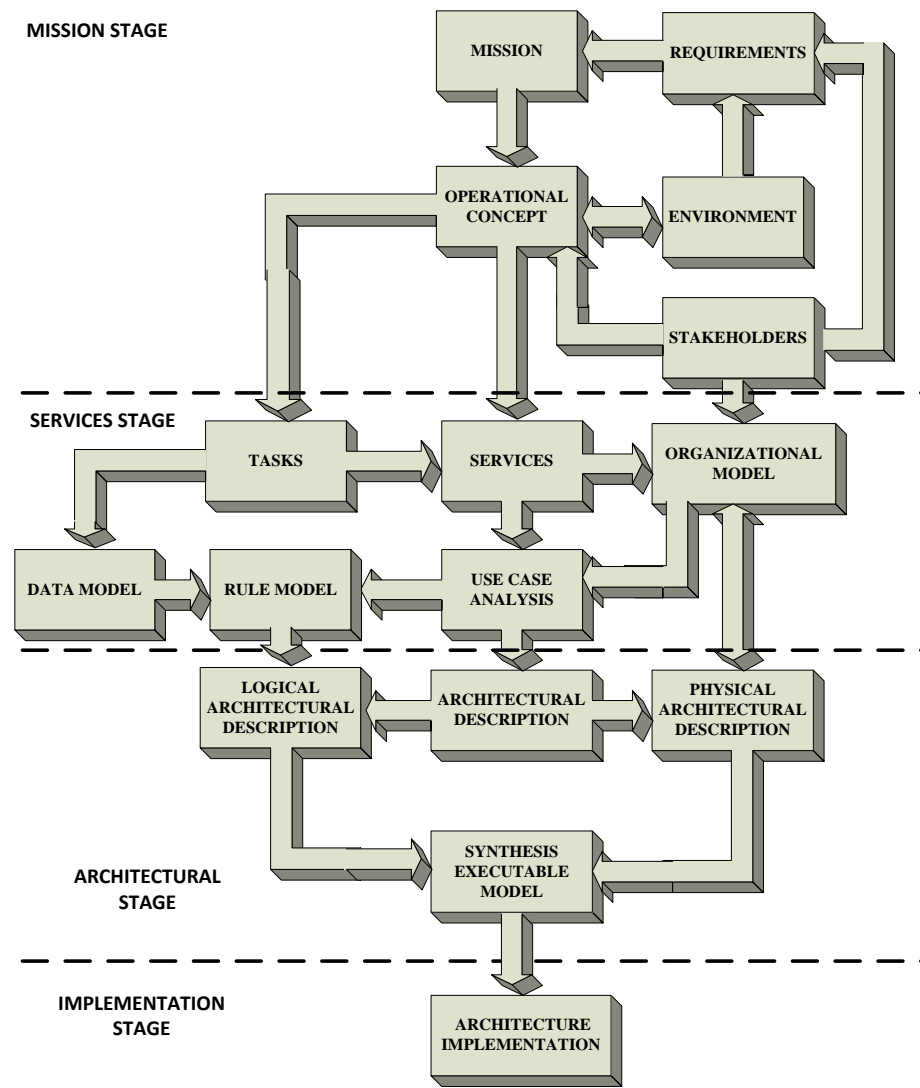 MISSION STAGE
MISSION
REQUIREMENTS
OPERATIONAL
CONCEPT
ENVIRONMENT
STAKEHOLDERS
SERVICES STAGE
TASKS
SERVICES
ORGANIZATIONAL
MODEL
DATA MODEL
RULE MODEL
USE CASE
ANALYSIS
LOGICAL
ARCHITECTURAL
DESCRIPTION
ARCHITECTURAL
DESCRIPTION
PHYSICAL
ARCHITECTURAL
DESCRIPTION
SYNTHESIS
EXECUTABLE
MODEL
ARCHITECTURAL
STAGE
IMPLEMENTATION
STAGE
ARCHITECTURE
IMPLEMENTATION